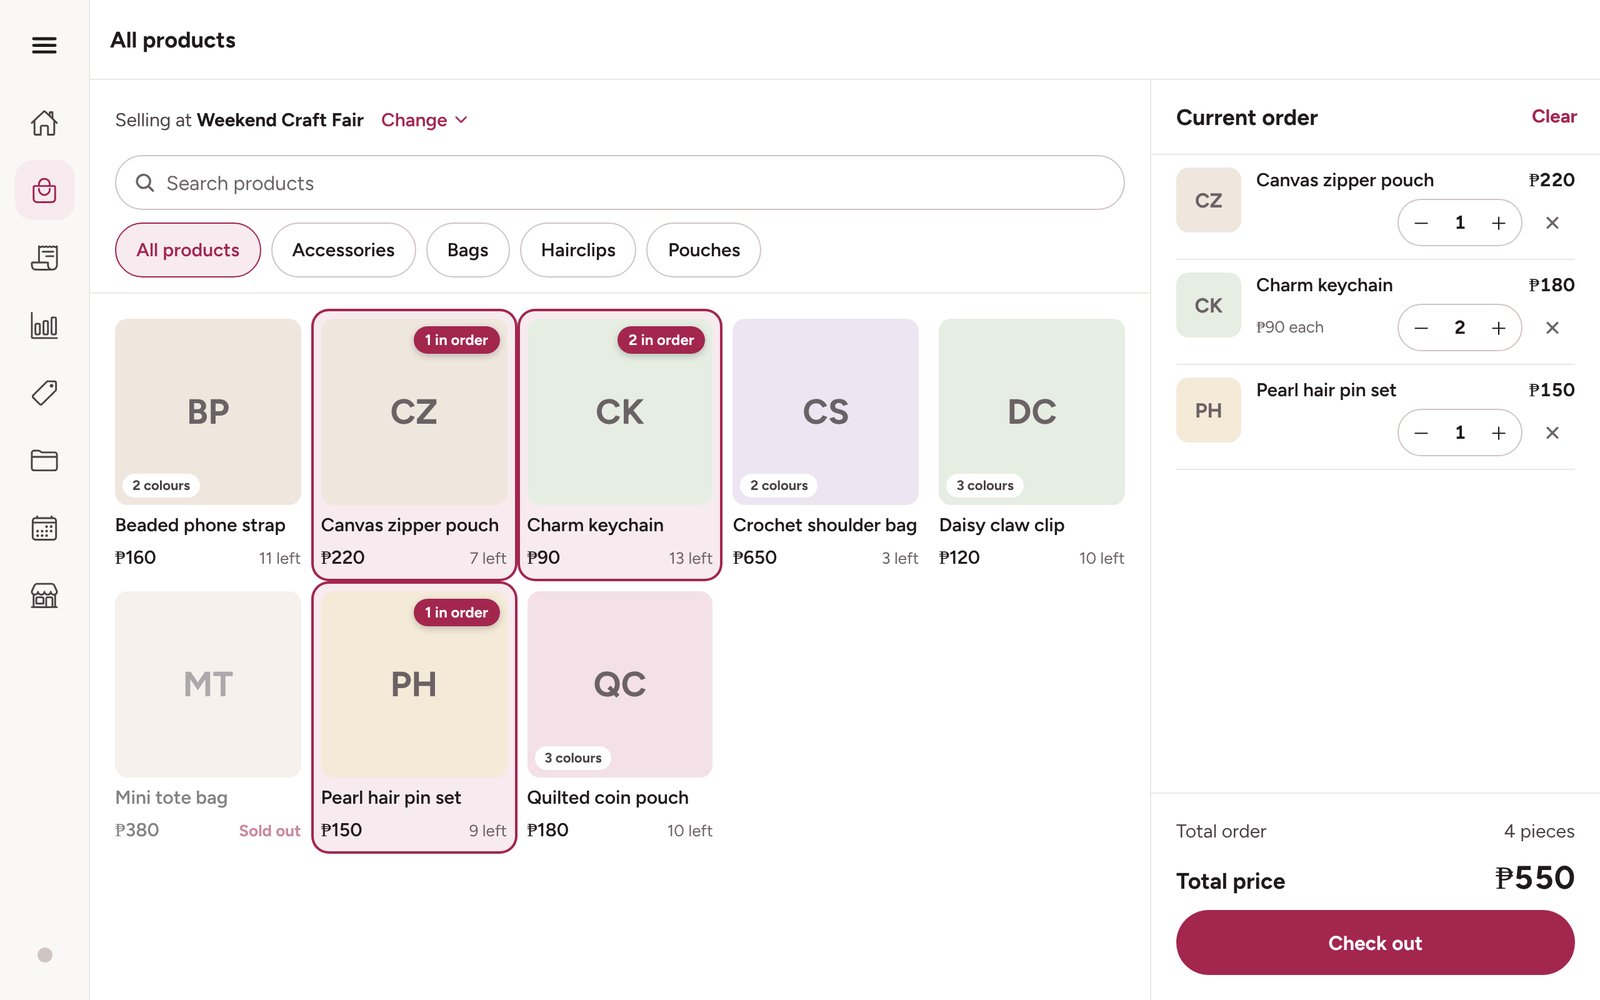 All products
Selling at Weekend Craft Fair Change
Search products
All products Accessories Bags Hairclips Pouches
BP
2 colours
Beaded phone strap
₱160 11 left
1 in order
CZ
Canvas zipper pouch
₱220 7 left
2 in order
CK
Charm keychain
₱90 13 left
CS
2 colours
Crochet shoulder bag
₱650 3 left
DC
3 colours
Daisy claw clip
₱120 10 left
MT
Mini tote bag
₱380 Sold out
1 in order
PH
Pearl hair pin set
₱150 9 left
QC
3 colours
Quilted coin pouch
₱180 10 left
Current order Clear
CZ
Canvas zipper pouch ₱220
− 1 + ×
CK
Charm keychain ₱180
₱90 each − 2 + ×
PH
Pearl hair pin set ₱150
− 1 + ×
Total order 4 pieces
Total price ₱550
Check out